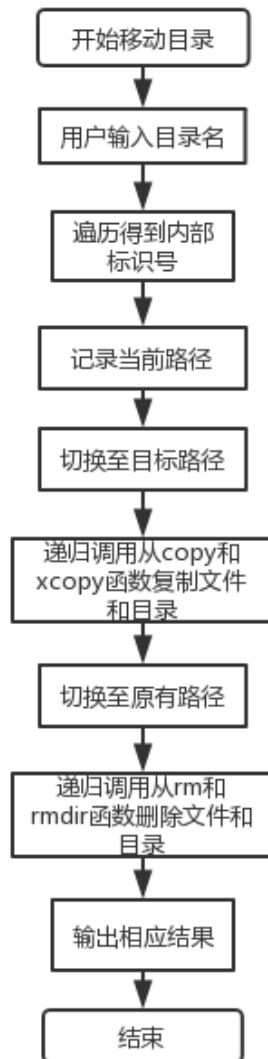 开始移动目录
用户输入目录名
遍历得到内部
标识号
记录当前路径
切换至目标路径
递归调用从copy和
xcopy函数复制文件
和目录
切换至原有路径
递归调用从rm和
rmdir函数删除文件和
目录
输出相应结果
结束